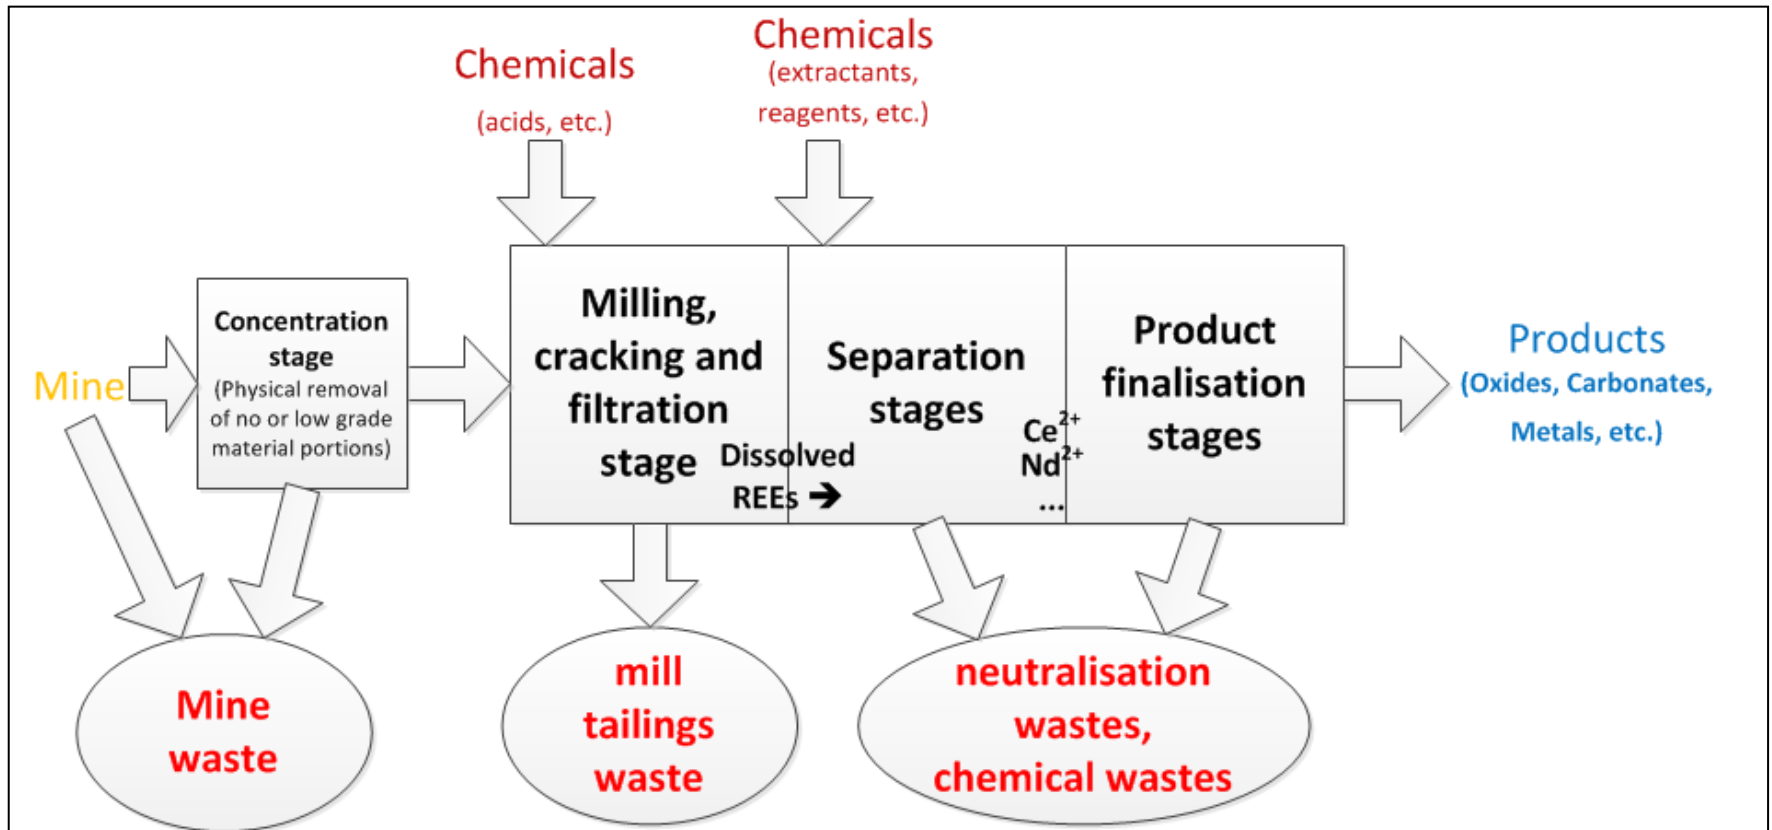 Chemicals
(acids, etc.)
Chemicals
(extractants,
reagents, etc.)
Mine
Concentration
stage
(Physical removal
of no or low grade
material portions)
Milling,
cracking and
filtration
stage
Dissolved
REEs ➔
Separation
stages
Ce²⁺
Nd²⁺
...
Product
finalisation
stages
Products
(Oxides, Carbonates,
Metals, etc.)
Mine
waste
mill
tailings
waste
neutralisation
wastes,
chemical wastes